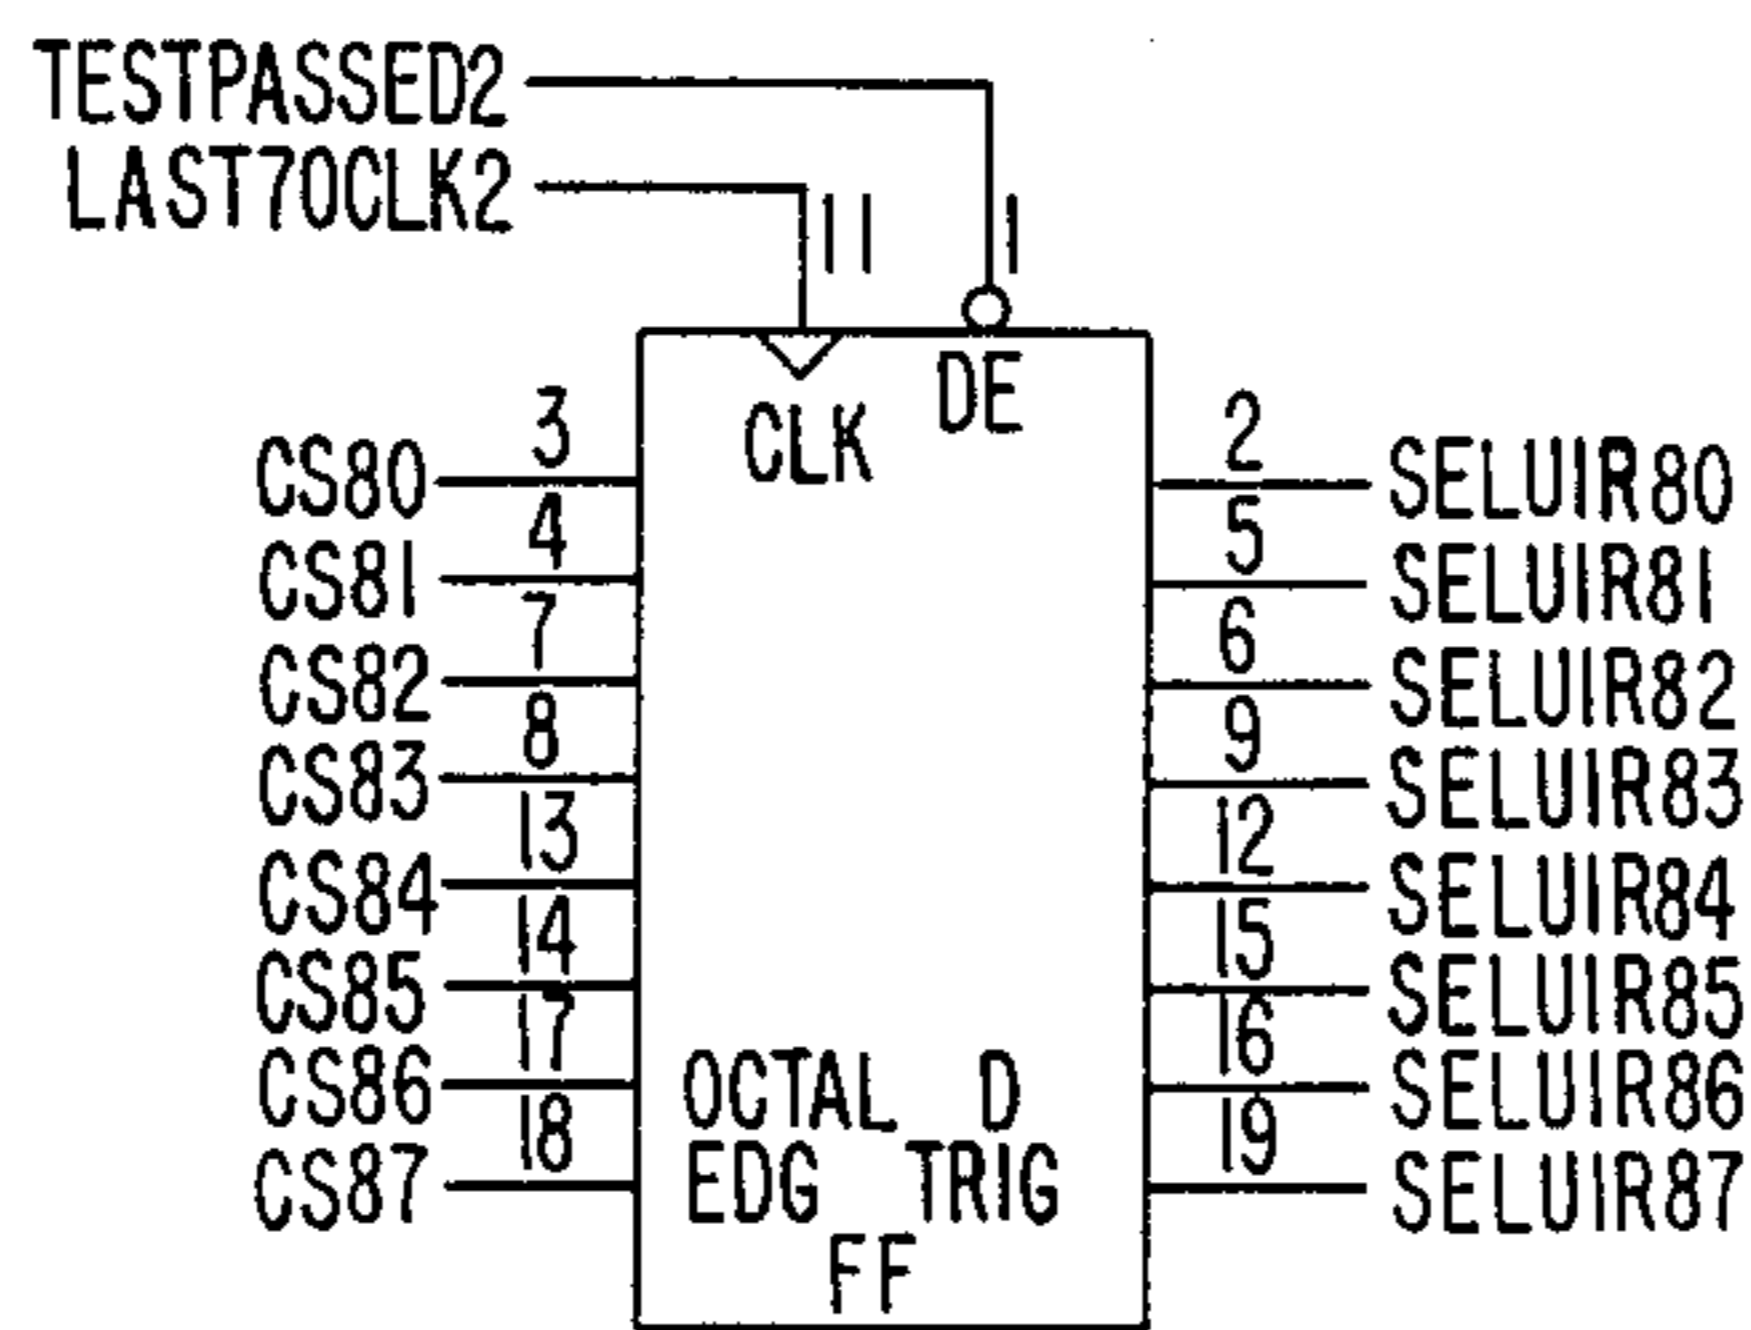 TESTPASSED2
LAST70CLK2
11 1
CLK DE
CS80 3 2 SELUIR80
CS81 4 5 SELUIR81
CS82 7 6 SELUIR82
CS83 8 9 SELUIR83
CS84 13 12 SELUIR84
CS85 14 15 SELUIR85
CS86 17 16 SELUIR86
CS87 18 19 SELUIR87
OCTAL D
EDG TRIG
FF